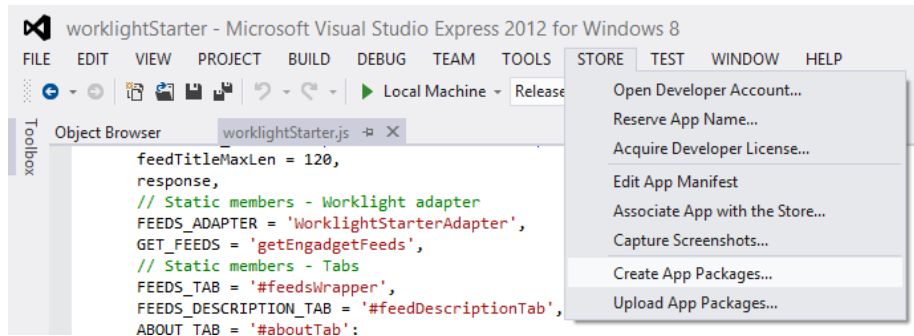 worklightStarter - Microsoft Visual Studio Express 2012 for Windows 8
FILE EDIT VIEW PROJECT BUILD DEBUG TEAM TOOLS STORE TEST WINDOW HELP
Local Machine Release
Toolbox
Object Browser worklightStarter.js
feedTitleMaxLen = 120,
response,
// Static members - Worklight adapter
FEEDS_ADAPTER = 'WorklightStarterAdapter',
GET_FEEDS = 'getEngadgetFeeds',
// Static members - Tabs
FEEDS_TAB = '#feedsWrapper',
FEEDS_DESCRIPTION_TAB = '#feedDescriptionTab',
ABOUT_TAB = '#aboutTab';
Open Developer Account...
Reserve App Name...
Acquire Developer License...
Edit App Manifest
Associate App with the Store...
Capture Screenshots...
Create App Packages...
Upload App Packages...